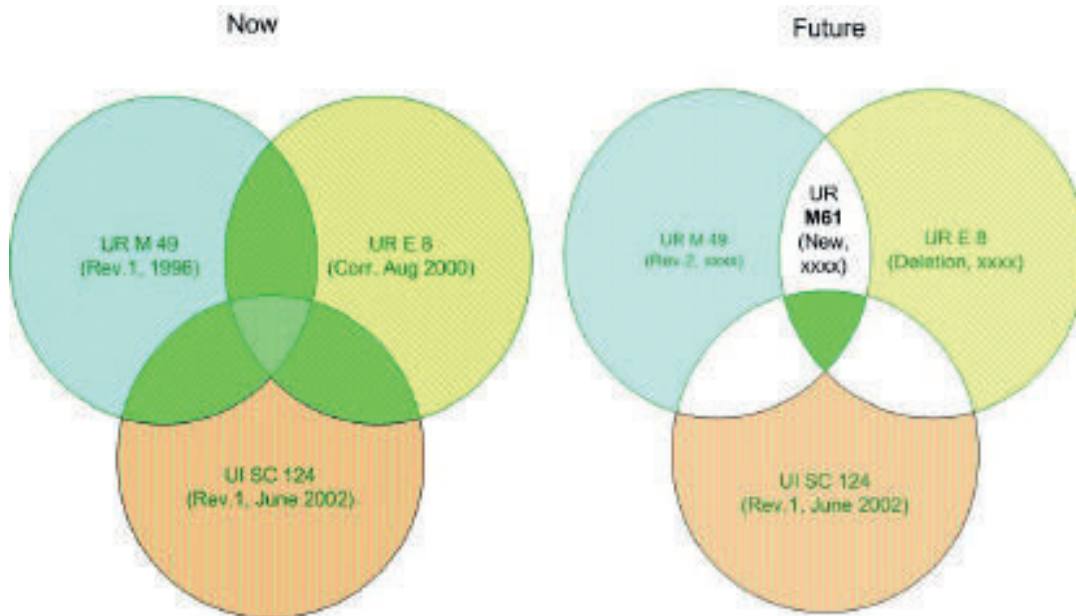 Now
Future
UR M 49
(Rev.1, 1996)
UR E 8
(Corr. Aug 2000)
UI SC 124
(Rev.1, June 2002)
UR
M61
(New,
xxxx)
UR M 49
(Rev.2, xxxx)
UR E 8
(Deletion, xxxx)
UI SC 124
(Rev.1, June 2002)